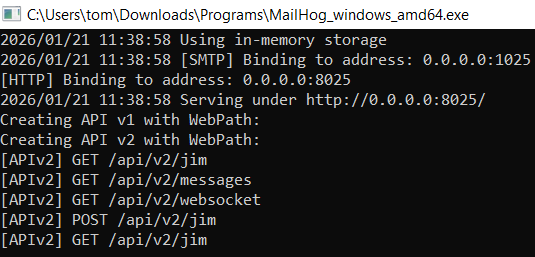 C:\Users\tom\Downloads\Programs\MailHog_windows_amd64.exe
2026/01/21 11:38:58 Using in-memory storage
2026/01/21 11:38:58 [SMTP] Binding to address: 0.0.0.0:1025
[HTTP] Binding to address: 0.0.0.0:8025
2026/01/21 11:38:58 Serving under http://0.0.0.0:8025/
Creating API v1 with WebPath:
Creating API v2 with WebPath:
[APIv2] GET /api/v2/jim
[APIv2] GET /api/v2/messages
[APIv2] GET /api/v2/websocket
[APIv2] POST /api/v2/jim
[APIv2] GET /api/v2/jim